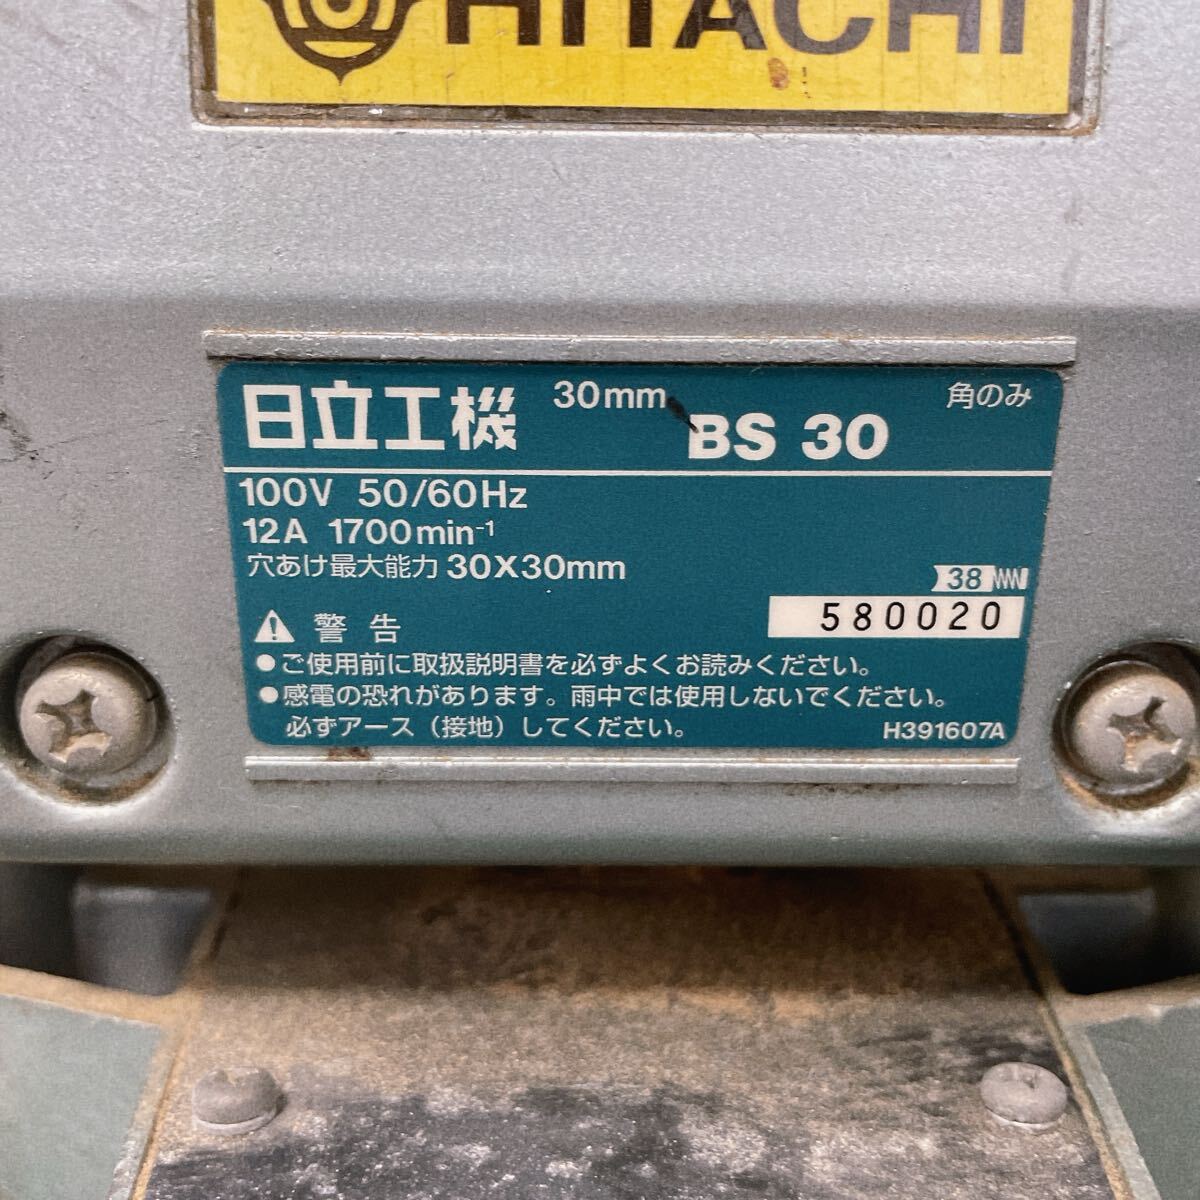 HITACHI
日立工機 30mm BS 30 角のみ
100V 50/60Hz
12A 1700min⁻¹
穴あけ最大能力 30X30mm
38
580020
警告
●ご使用前に取扱説明書を必ずよくお読みください。
●感電の恐れがあります。雨中では使用しないでください。
必ずアース（接地）してください。
H391607A